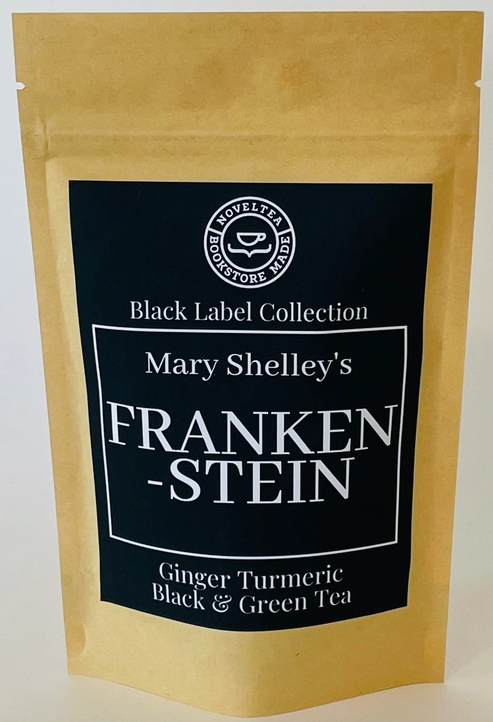 NOVELTEA
BOOKSTORE MADE
Black Label Collection
Mary Shelley's
FRANKEN
-STEIN
Ginger Turmeric
Black & Green Tea